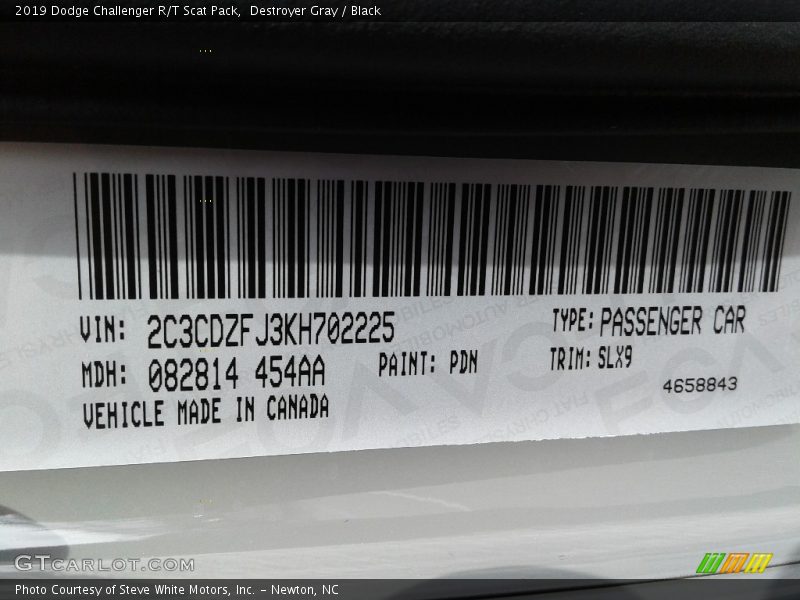 2019 Dodge Challenger R/T Scat Pack,  Destroyer Gray / Black
VIN: 2C3CDZFJ3KH702225
TYPE: PASSENGER CAR
MDH: 082814 454AA
PAINT: PDN
TRIM: SLX9
VEHICLE MADE IN CANADA
4658843
GTCARLOT.COM
Photo Courtesy of Steve White Motors, Inc. – Newton, NC